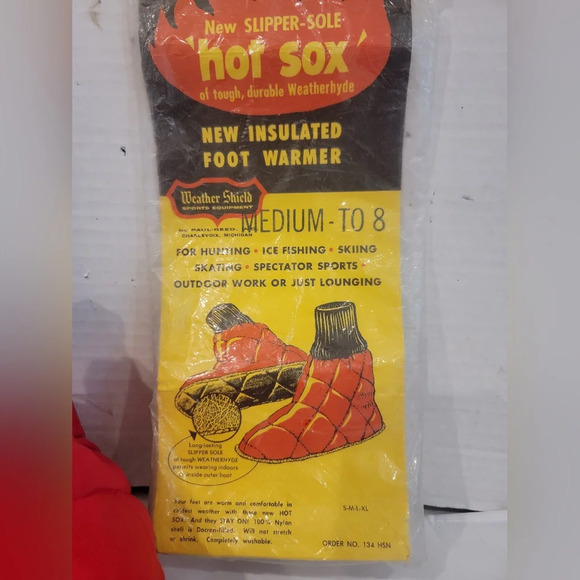 New SLIPPER-SOLE
'hot sox'
of tough, durable Weatherhyde
NEW INSULATED
FOOT WARMER
Weather Shield
SPORTS EQUIPMENT
MEDIUM - TO 8
BY PAUL-REED,
CHARLEVOIX, MICHIGAN
FOR HUNTING • ICE FISHING • SKIING
SKATING • SPECTATOR SPORTS •
OUTDOOR WORK OR JUST LOUNGING
Long-lasting
SLIPPER SOLE
of tough WEATHERHYDE
permits wearing indoors
or inside outer boot
Your feet are warm and comfortable in
coldest weather with these new HOT
SOX. And they STAY ON! 100% Nylon
shell is Dacron-filled. Will not stretch
or shrink. Completely washable.
S-M-L-XL
ORDER NO. 134 HSN